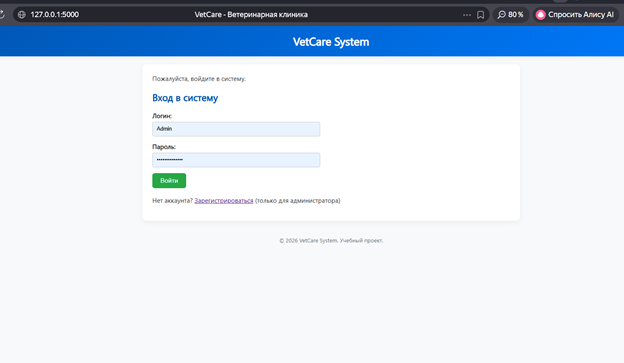 127.0.0.1:5000 VetCare - Ветеринарная клиника 80 % Спросить Алису AI
VetCare System
Пожалуйста, войдите в систему.
Вход в систему
Логин:
Admin
Пароль:
Войти
Нет аккаунта? Зарегистрироваться (только для администратора)
© 2026 VetCare System. Учебный проект.